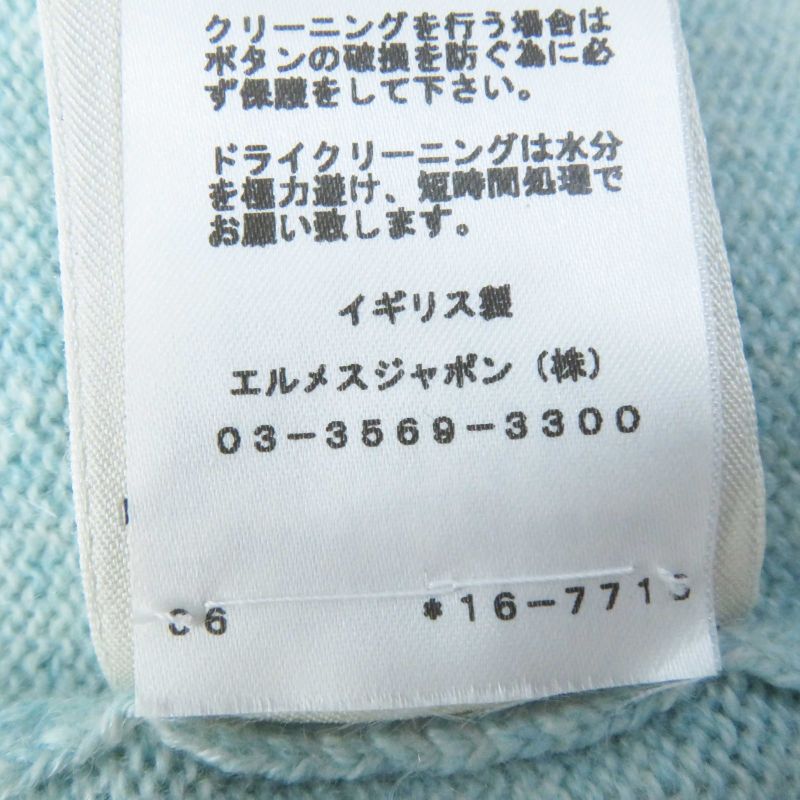 クリーニングを行う場合は
ボタンの破損を防ぐ為に必
ず保護をして下さい。
ドライクリーニングは水分
を極力避け、短時間処理で
お願い致します。
イギリス製
エルメスジャポン（株）
03-3569-3300
36 *16-7715